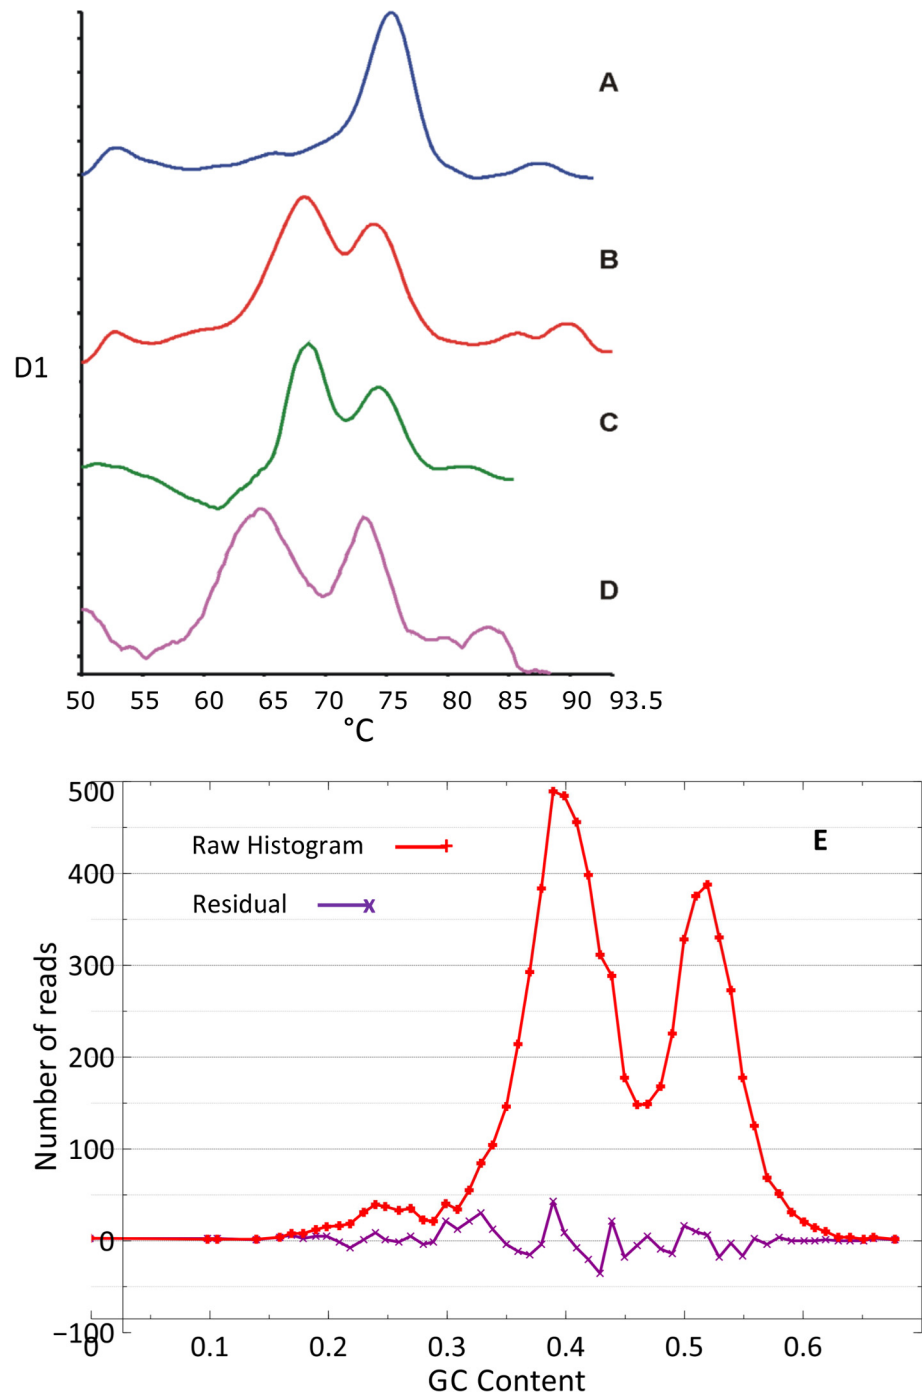 A
B
D1
C
D
50 55 60 65 70 75 80 85 90 93.5
°C
500
Raw Histogram
E
400
Residual x
300
Number of reads
200
100
0
−100
0 0.1 0.2 0.3 0.4 0.5 0.6
GC Content